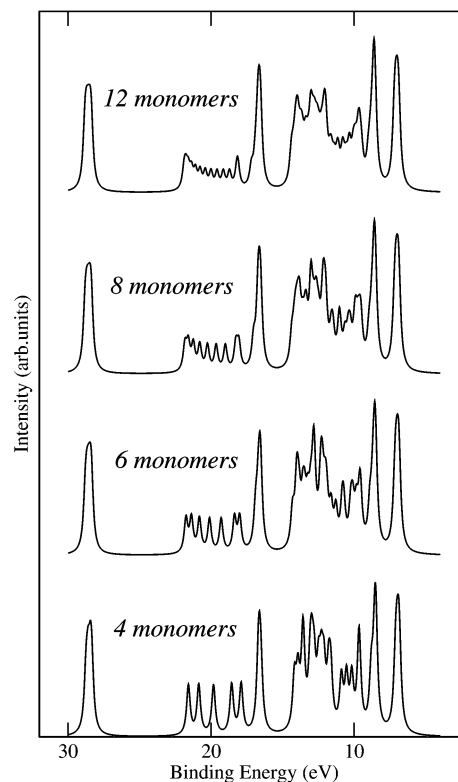 12 monomers
8 monomers
6 monomers
4 monomers
Intensity (arb.units)
30 20 10
Binding Energy (eV)